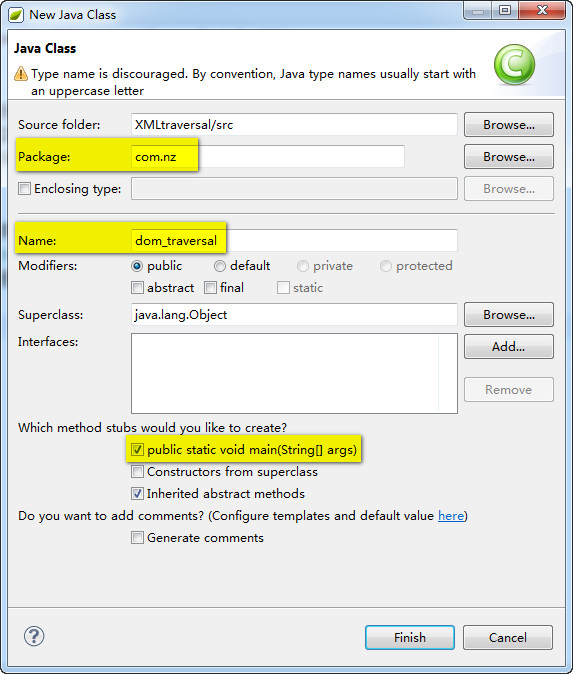 New Java Class
Java Class
Type name is discouraged. By convention, Java type names usually start with
an uppercase letter
Source folder: XMLtraversal/src Browse...
Package: com.nz Browse...
Enclosing type: Browse...
Name: dom_traversal
Modifiers: public default private protected
abstract final static
Superclass: java.lang.Object Browse...
Interfaces: Add...
Remove
Which method stubs would you like to create?
public static void main(String[] args)
Constructors from superclass
Inherited abstract methods
Do you want to add comments? (Configure templates and default value here)
Generate comments
? Finish Cancel